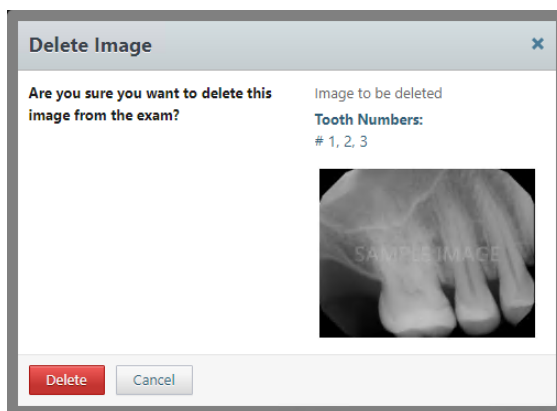 Delete Image
×
Are you sure you want to delete this
image from the exam?
Image to be deleted
Tooth Numbers:
# 1, 2, 3
SAMPLE IMAGE
Delete
Cancel